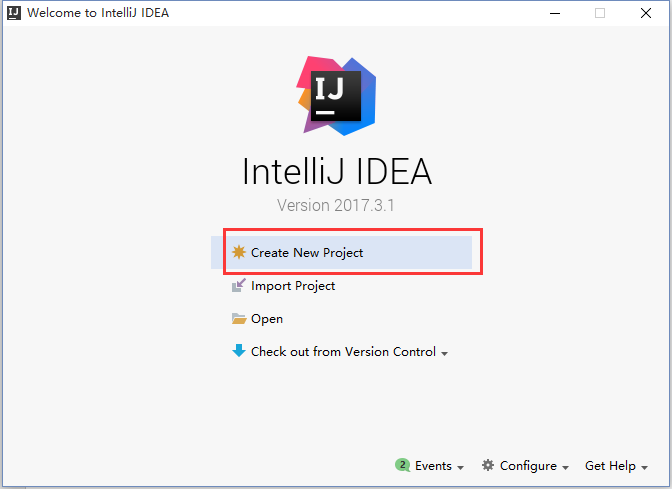 Welcome to IntelliJ IDEA
IJ
IntelliJ IDEA
Version 2017.3.1
Create New Project
Import Project
Open
Check out from Version Control
2 Events Configure Get Help